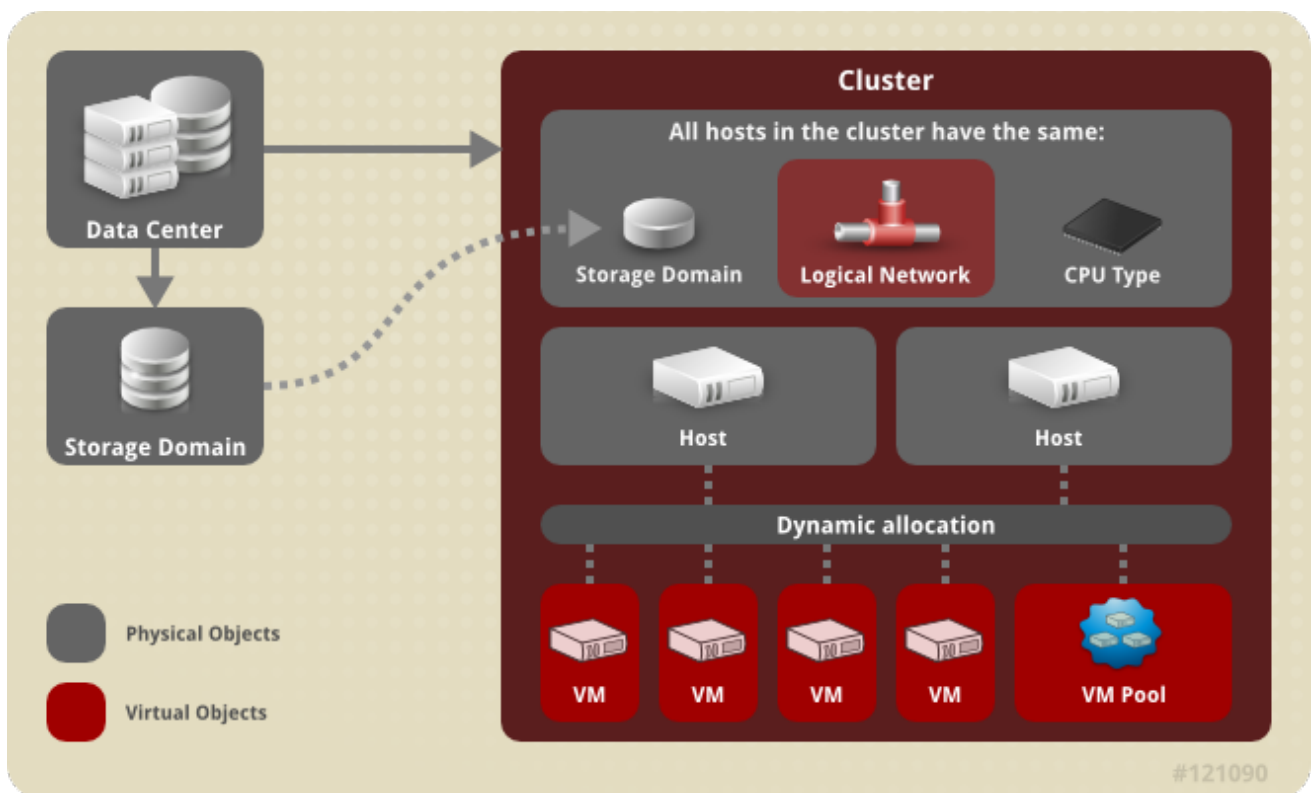 Cluster
All hosts in the cluster have the same:
Data Center
Storage Domain
Logical Network
CPU Type
Storage Domain
Host
Host
Dynamic allocation
VM
VM
VM
VM
VM Pool
Physical Objects
Virtual Objects
#121090